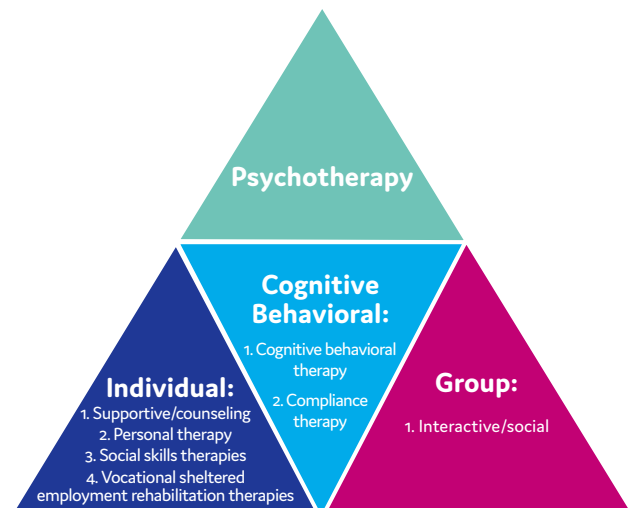 Psychotherapy
Cognitive
Behavioral:
1. Cognitive behavioral
therapy
2. Compliance
therapy
Individual:
1. Supportive/counseling
2. Personal therapy
3. Social skills therapies
4. Vocational sheltered
employment rehabilitation therapies
Group:
1. Interactive/social